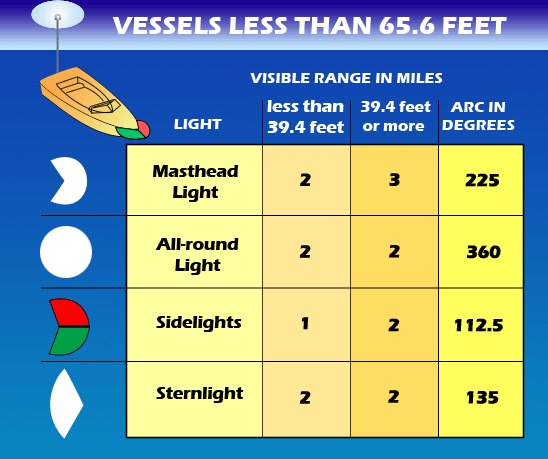 VESSELS LESS THAN 65.6 FEET
VISIBLE RANGE IN MILES
LIGHT
less than
39.4 feet
39.4 feet
or more
ARC IN
DEGREES
Masthead
Light
2
3
225
All-round
Light
2
2
360
Sidelights
1
2
112.5
Sternlight
2
2
135